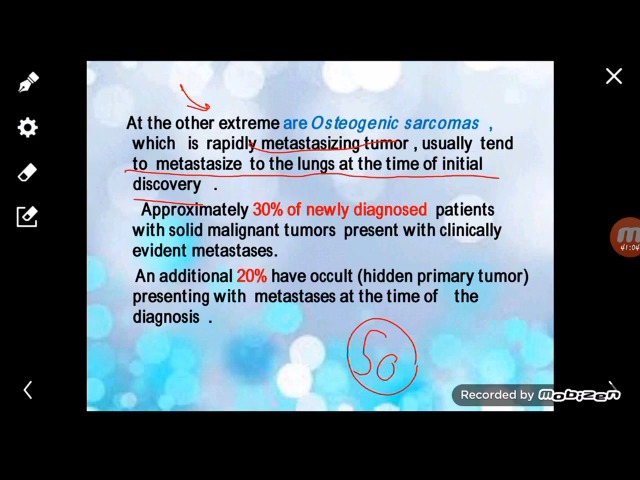 At the other extreme are Osteogenic sarcomas ,
which is rapidly metastasizing tumor , usually tend
to metastasize to the lungs at the time of initial
discovery .
Approximately 30% of newly diagnosed patients
with solid malignant tumors present with clinically
evident metastases.
An additional 20% have occult (hidden primary tumor)
presenting with metastases at the time of the
diagnosis .
50
41:04
Recorded by mobizen